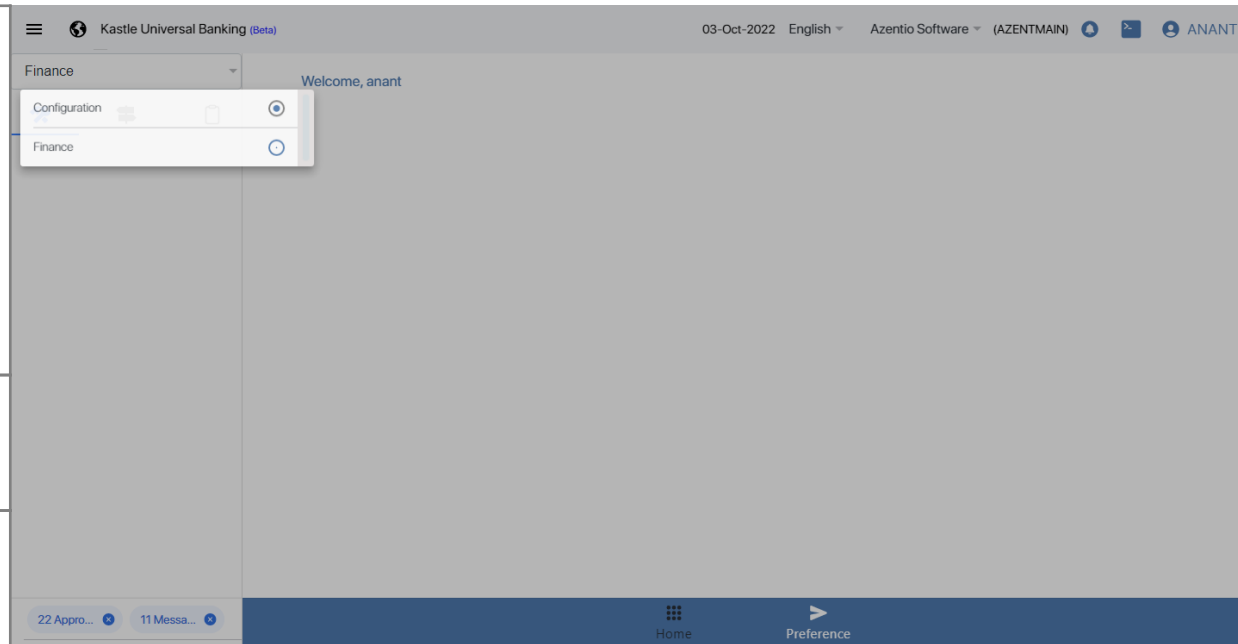 Kastle Universal Banking (Beta) 03-Oct-2022 English Azentio Software (AZENTMAIN) ANANT
Finance
Welcome, anant
Configuration
Finance
22 Appro... 11 Messa...
Home Preference